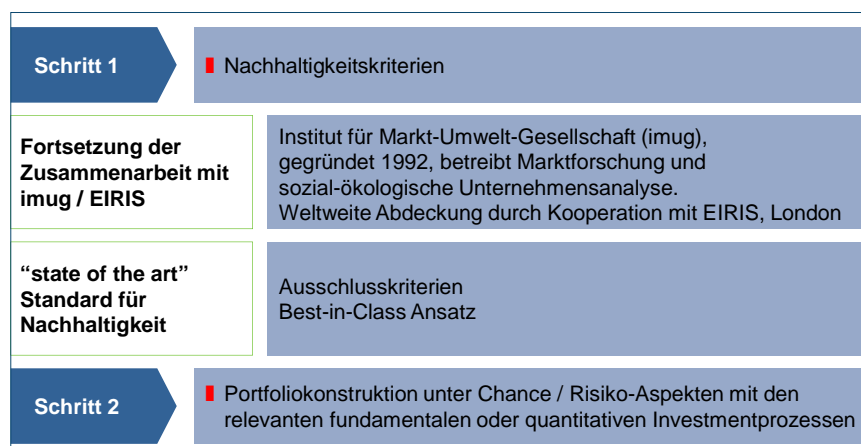 Schritt 1
Nachhaltigkeitskriterien
Fortsetzung der
Zusammenarbeit mit
imug / EIRIS
Institut für Markt-Umwelt-Gesellschaft (imug),
gegründet 1992, betreibt Marktforschung und
sozial-ökologische Unternehmensanalyse.
Weltweite Abdeckung durch Kooperation mit EIRIS, London
“state of the art”
Standard für
Nachhaltigkeit
Ausschlusskriterien
Best-in-Class Ansatz
Schritt 2
Portfoliokonstruktion unter Chance / Risiko-Aspekten mit den
relevanten fundamentalen oder quantitativen Investmentprozessen